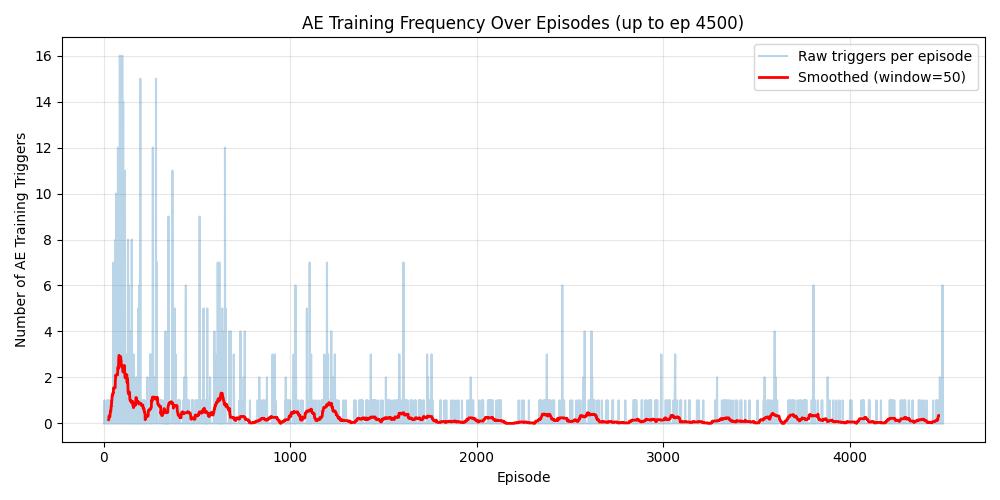 AE Training Frequency Over Episodes (up to ep 4500)
Raw triggers per episode
Smoothed (window=50)
Number of AE Training Triggers
16
14
12
10
8
6
4
2
0
0
1000
2000
3000
4000
Episode